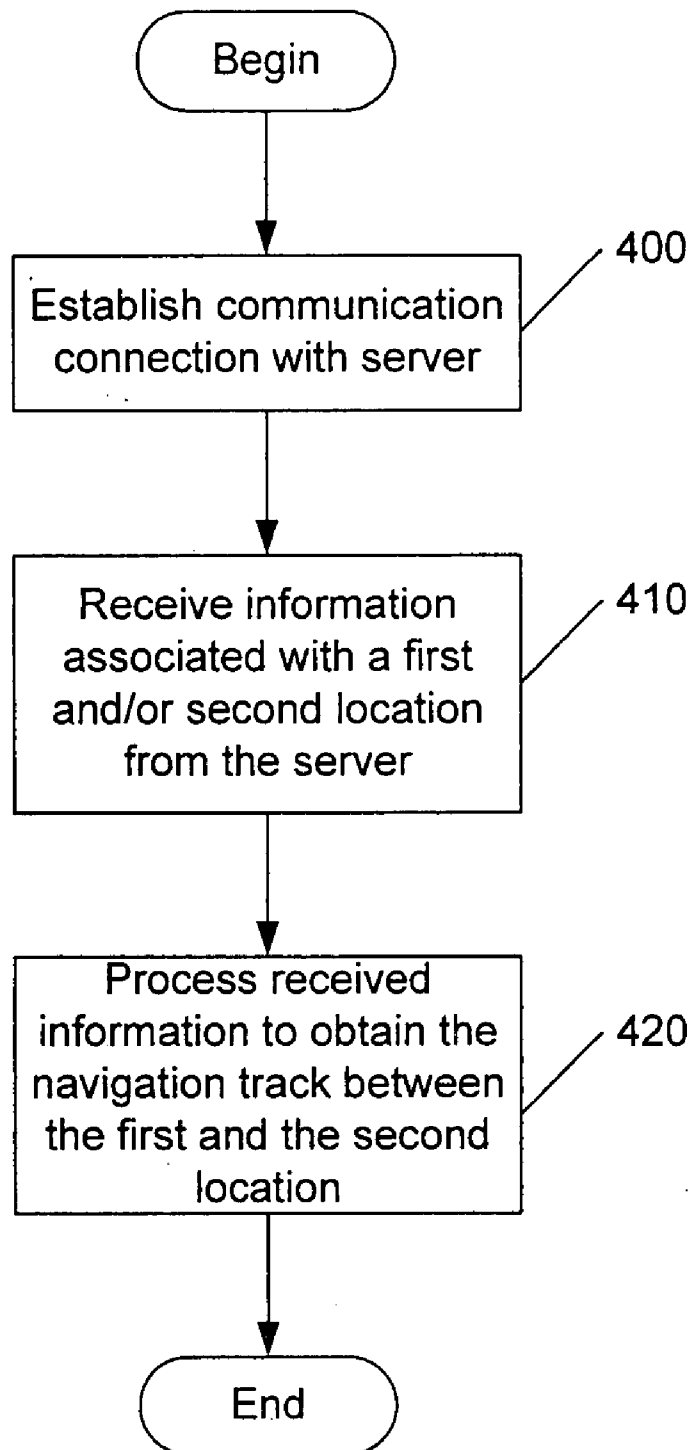 Begin
400
Establish communication
connection with server
410
Receive information
associated with a first
and/or second location
from the server
420
Process received
information to obtain the
navigation track between
the first and the second
location
End